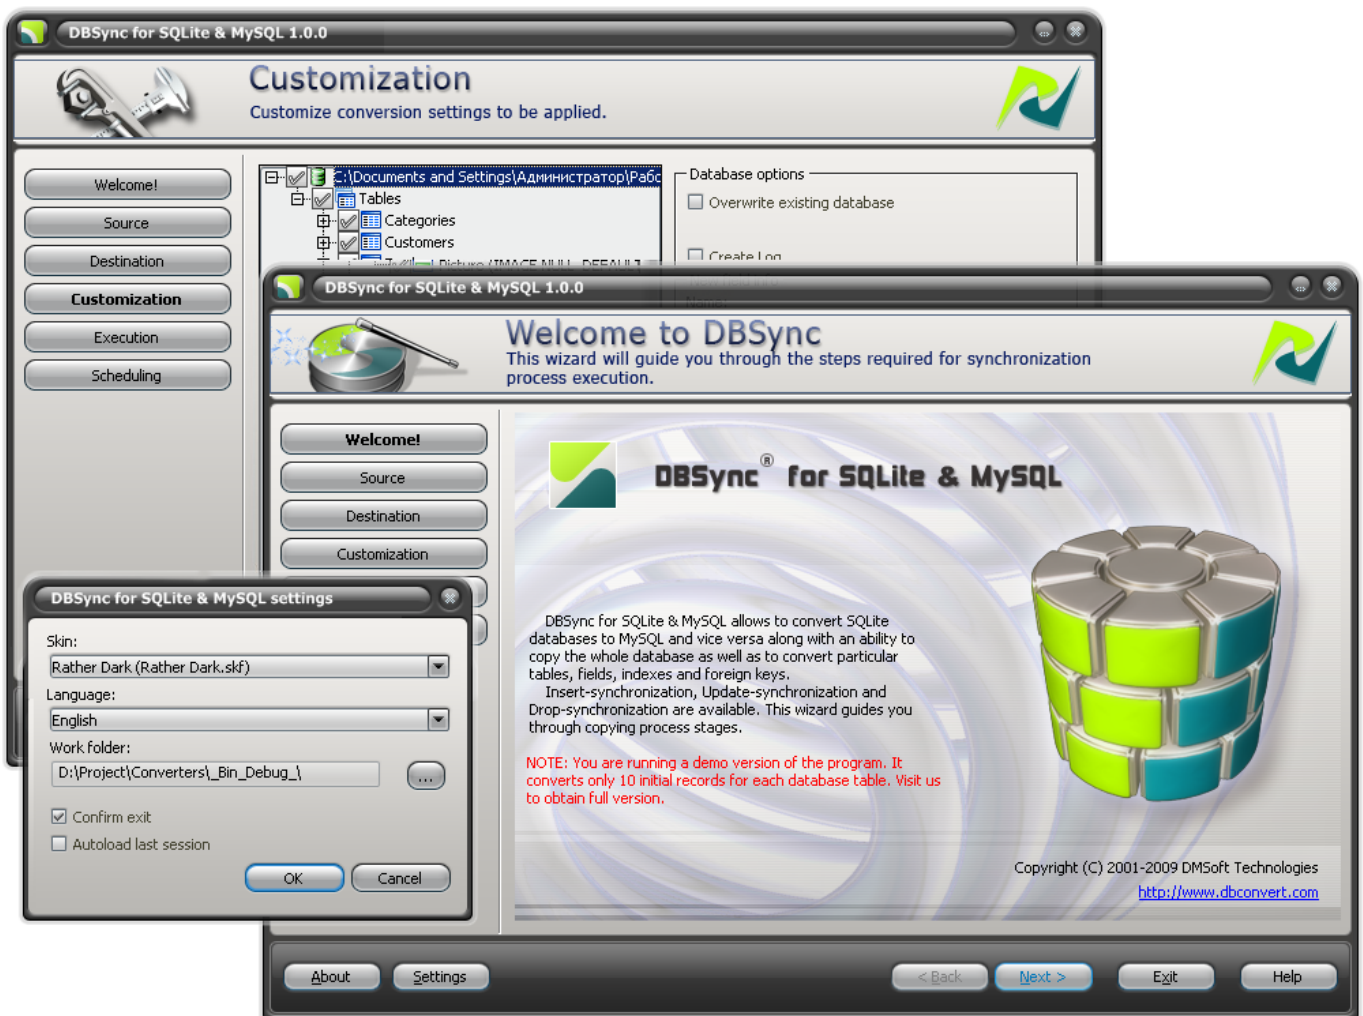 DBSync for SQLite & MySQL 1.0.0
Customization
Customize conversion settings to be applied.
Welcome!
Source
Destination
Customization
Execution
Scheduling
C:\Documents and Settings\Администратор\Рабо
Tables
Categories
Customers
Picture (IMAGE NULL, DEFAULT
Database options
Overwrite existing database
Create Log
DBSync for SQLite & MySQL 1.0.0
Welcome to DBSync
This wizard will guide you through the steps required for synchronization
process execution.
Welcome!
Source
Destination
Customization
DBSync® for SQLite & MySQL
DBSync for SQLite & MySQL allows to convert SQLite
databases to MySQL and vice versa along with an ability to
copy the whole database as well as to convert particular
tables, fields, indexes and foreign keys.
Insert-synchronization, Update-synchronization and
Drop-synchronization are available. This wizard guides you
through copying process stages.
NOTE: You are running a demo version of the program. It
converts only 10 initial records for each database table. Visit us
to obtain full version.
Copyright (C) 2001-2009 DMSoft Technologies
http://www.dbconvert.com
About
Settings
< Back
Next >
Exit
Help
DBSync for SQLite & MySQL settings
Skin:
Rather Dark (Rather Dark.skf)
Language:
English
Work folder:
D:\Project\Converters\_Bin_Debug_\
...
Confirm exit
Autoload last session
OK
Cancel